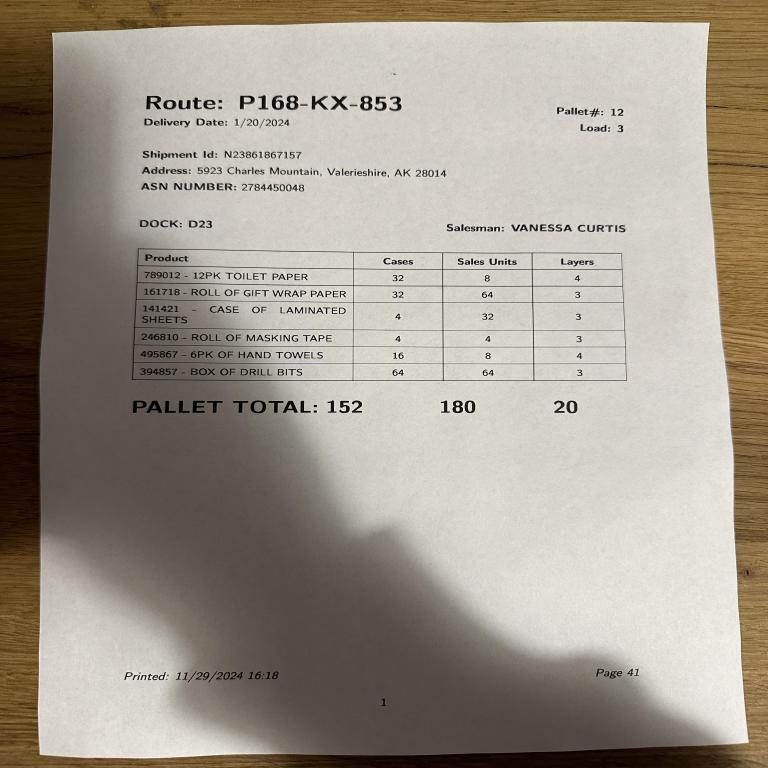 Route: P168-KX-853
Pallet#: 12
Delivery Date: 1/20/2024
Load: 3
Shipment Id: N23861867157
Address: 5923 Charles Mountain, Valerieshire, AK 28014
ASN NUMBER: 2784450048
DOCK: D23
Salesman: VANESSA CURTIS
Product Cases Sales Units Layers
789012 - 12PK TOILET PAPER 32 8 4
161718 - ROLL OF GIFT WRAP PAPER 32 64 3
141421 - CASE OF LAMINATED
SHEETS 4 32 3
246810 - ROLL OF MASKING TAPE 4 4 3
495867 - 6PK OF HAND TOWELS 16 8 4
394857 - BOX OF DRILL BITS 64 64 3
PALLET TOTAL: 152 180 20
Printed: 11/29/2024 16:18
Page 41
1